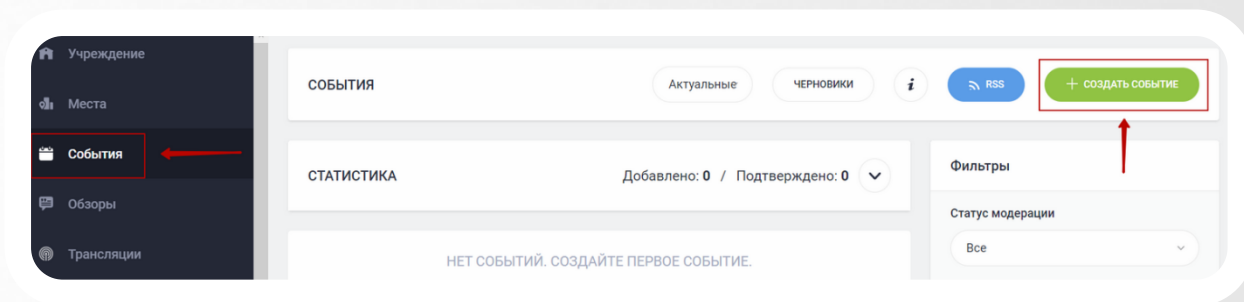 Учреждение
Места
События
Обзоры
Трансляции
СОБЫТИЯ
Актуальные
ЧЕРНОВИКИ
i
RSS
+ СОЗДАТЬ СОБЫТИЕ
СТАТИСТИКА
Добавлено: 0 / Подтверждено: 0
НЕТ СОБЫТИЙ. СОЗДАЙТЕ ПЕРВОЕ СОБЫТИЕ.
Фильтры
Статус модерации
Все